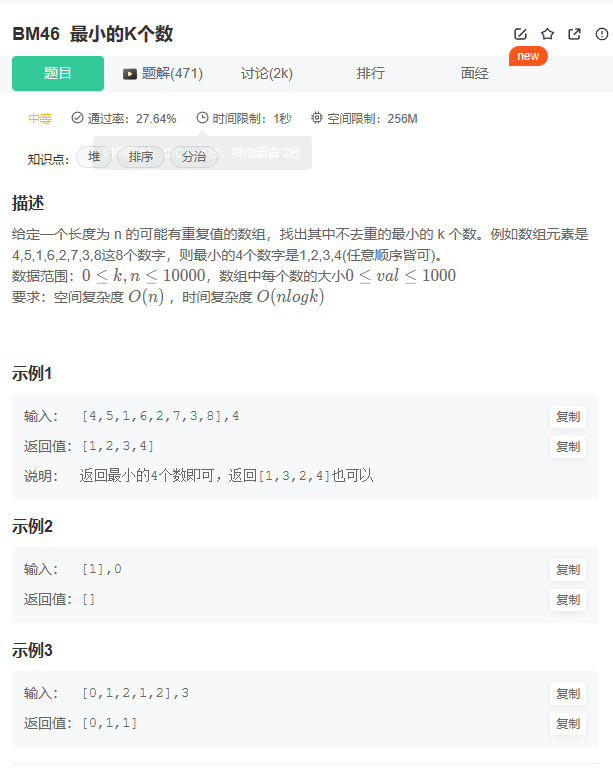 BM46 最小的K个数
题目 题解(471) 讨论(2k) 排行 面经 new
中等 通过率：27.64% 时间限制：1秒 空间限制：256M
知识点： 堆 排序 分治 其他语言 2秒
描述
给定一个长度为 n 的可能有重复值的数组，找出其中不去重的最小的 k 个数。例如数组元素是
4,5,1,6,2,7,3,8这8个数字，则最小的4个数字是1,2,3,4(任意顺序皆可)。
数据范围：0 ≤ k, n ≤ 10000，数组中每个数的大小0 ≤ val ≤ 1000
要求：空间复杂度 O(n) ，时间复杂度 O(nlogk)
示例1
输入： [4,5,1,6,2,7,3,8],4 复制
返回值：[1,2,3,4] 复制
说明： 返回最小的4个数即可，返回[1,3,2,4]也可以
示例2
输入： [1],0 复制
返回值：[] 复制
示例3
输入： [0,1,2,1,2],3 复制
返回值：[0,1,1] 复制